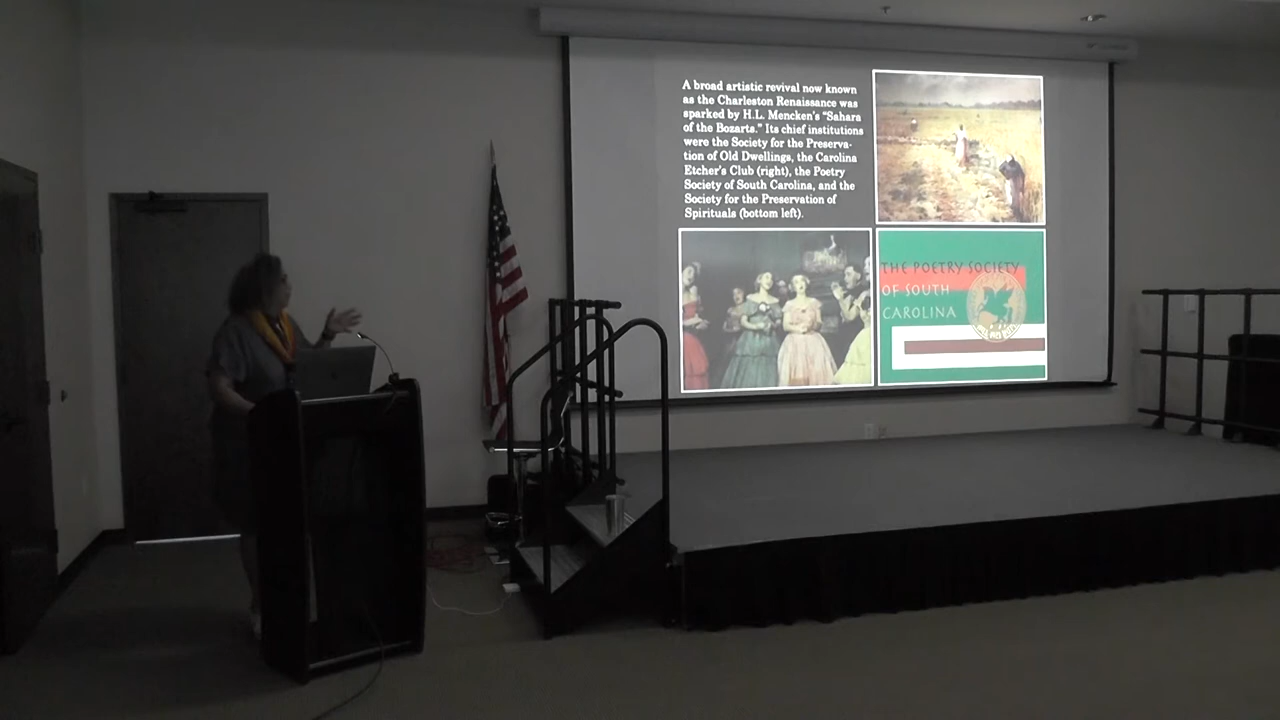 A broad artistic revival now known
as the Charleston Renaissance was
sparked by H.L. Mencken's "Sahara
of the Bozarts." Its chief institutions
were the Society for the Preserva-
tion of Old Dwellings, the Carolina
Etcher's Club (right), the Poetry
Society of South Carolina, and the
Society for the Preservation of
Spirituals (bottom left).
THE POETRY SOCIETY
OF SOUTH
CAROLINA